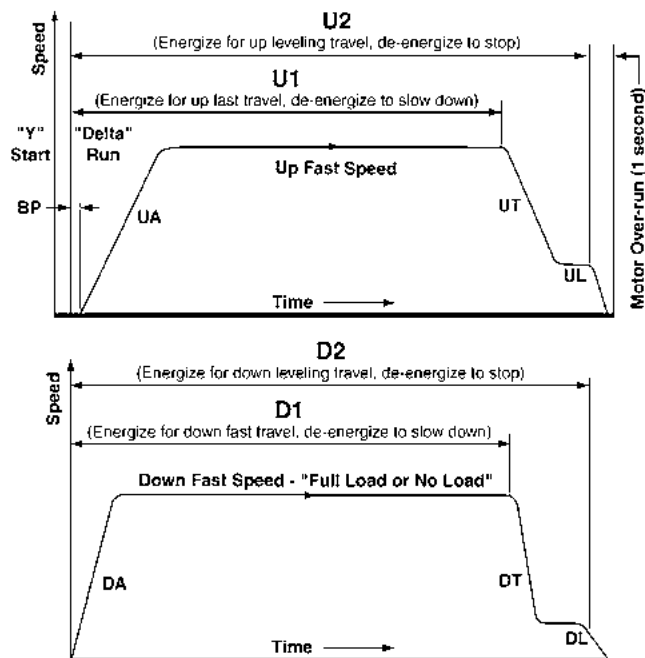 U2
(Energize for up leveling travel, de-energize to stop)
Speed
U1
(Energize for up fast travel, de-energize to slow down)
"Y"
Start
"Delta"
Run
Up Fast Speed
BP
UA
UT
UL
Time
Motor Over-run (1 second)
D2
(Energize for down leveling travel, de-energize to stop)
Speed
D1
(Energize for down fast travel, de-energize to slow down)
Down Fast Speed - "Full Load or No Load"
DA
DT
DL
Time